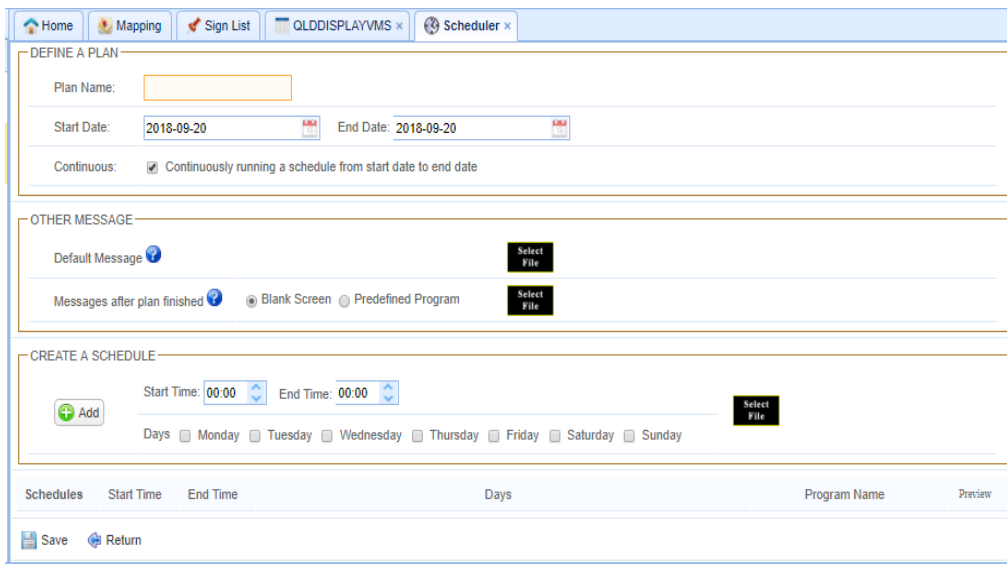 Home Mapping Sign List QLDDISPLAYVMS × Scheduler ×
DEFINE A PLAN
Plan Name:
Start Date: 2018-09-20 End Date: 2018-09-20
Continuous: Continuously running a schedule from start date to end date
OTHER MESSAGE
Default Message ? Select File
Messages after plan finished ? Blank Screen Predefined Program Select File
CREATE A SCHEDULE
Add Start Time: 00:00 End Time: 00:00 Select File
Days Monday Tuesday Wednesday Thursday Friday Saturday Sunday
Schedules Start Time End Time Days Program Name Preview
Save Return